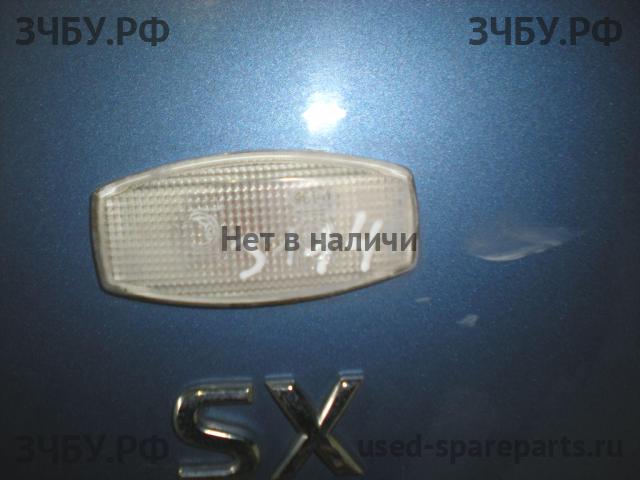 ЗЧБУ.РФ ЗЧБУ.РФ
Нет в наличи
SX
ЗЧБУ.РФ used-spareparts.ru